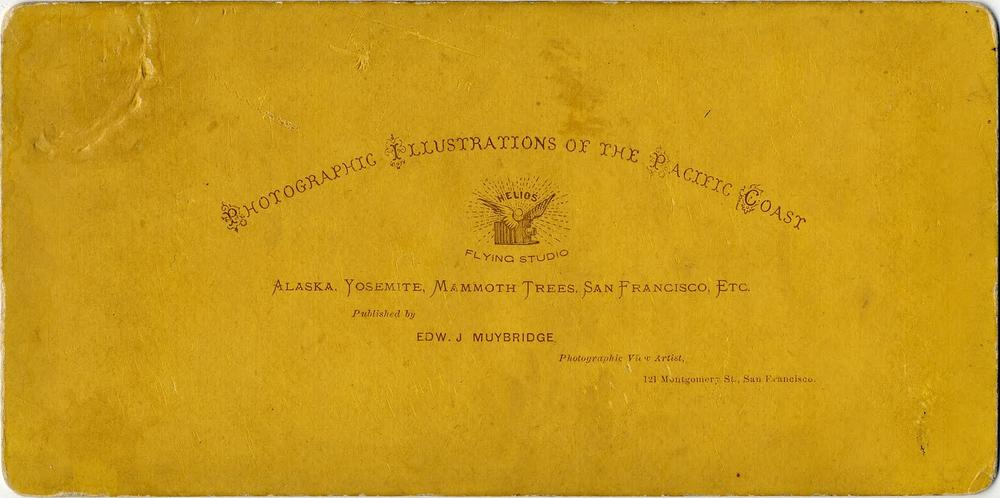 Photographic Illustrations of the Pacific Coast
HELIOS
FLYING STUDIO
Alaska, Yosemite, Mammoth Trees, San Francisco, Etc.
Published by
EDW. J MUYBRIDGE,
Photographic View Artist,
121 Montgomery St., San Francisco.